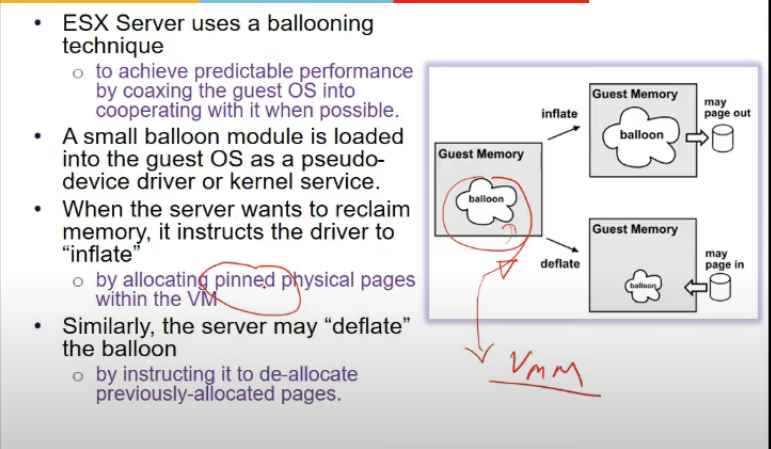 • ESX Server uses a ballooning
technique
o to achieve predictable performance
by coaxing the guest OS into
cooperating with it when possible.
• A small balloon module is loaded
into the guest OS as a pseudo-
device driver or kernel service.
• When the server wants to reclaim
memory, it instructs the driver to
“inflate”
o by allocating pinned physical pages
within the VM
• Similarly, the server may “deflate”
the balloon
o by instructing it to de-allocate
previously-allocated pages.
Guest Memory
balloon
inflate
Guest Memory
balloon
may
page out
deflate
Guest Memory
balloon
may
page in
VMM